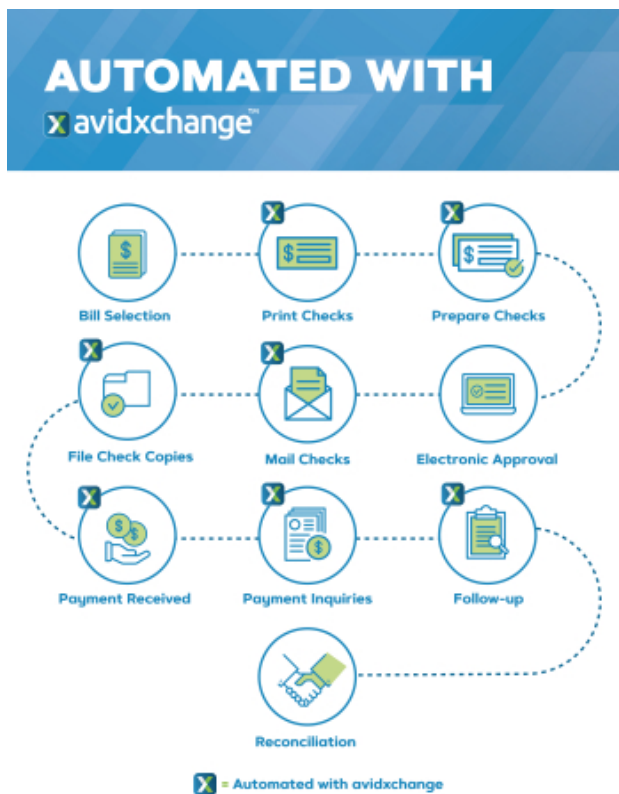 AUTOMATED WITH
X avidxchange™
Bill Selection
Print Checks
Prepare Checks
File Check Copies
Mail Checks
Electronic Approval
Payment Received
Payment Inquiries
Follow-up
Reconciliation
X = Automated with avidxchange